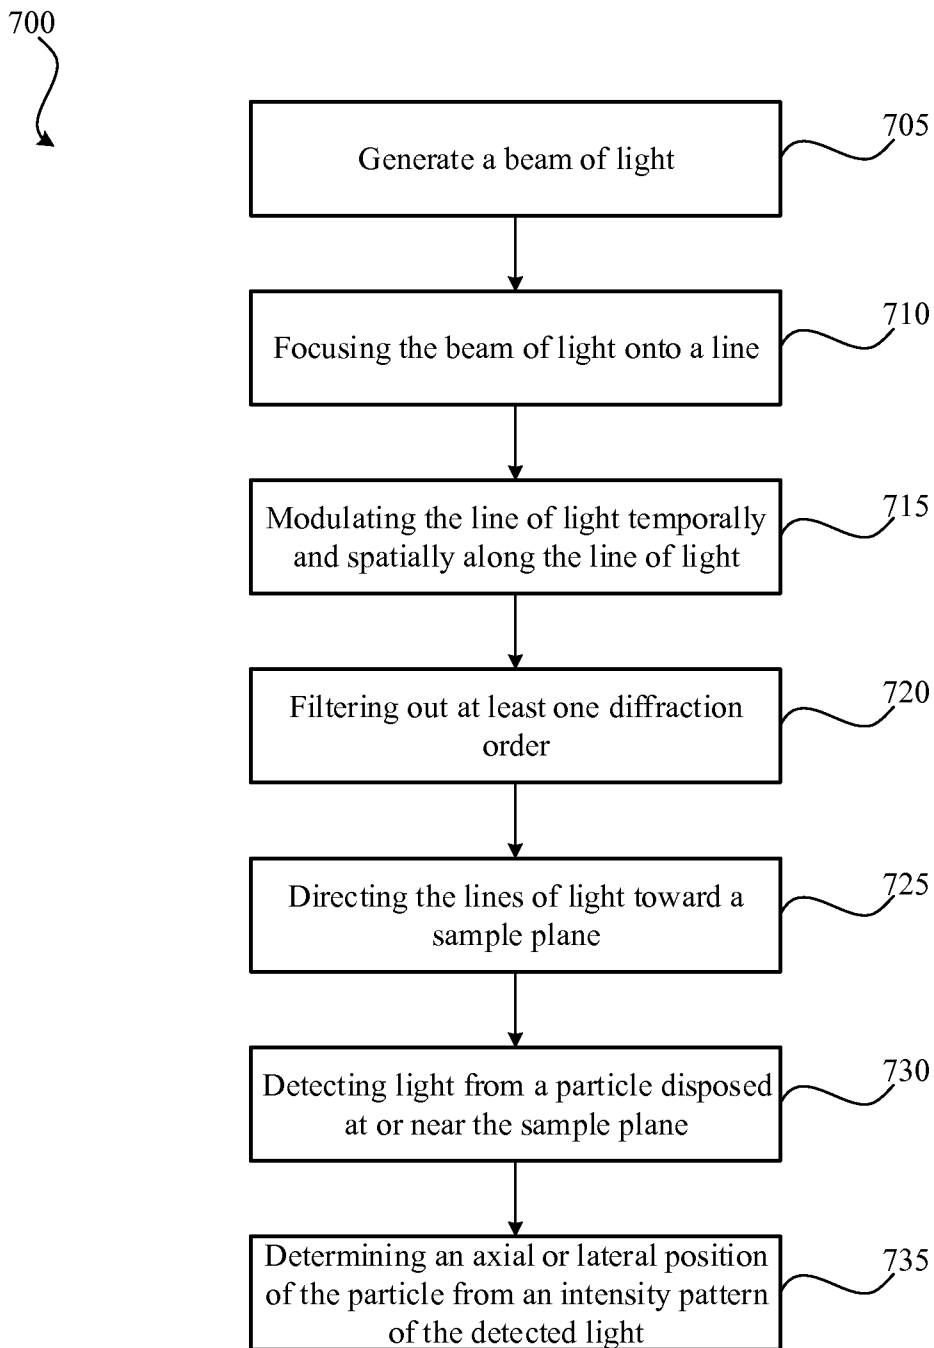 700
705
Generate a beam of light
710
Focusing the beam of light onto a line
715
Modulating the line of light temporally
and spatially along the line of light
720
Filtering out at least one diffraction
order
725
Directing the lines of light toward a
sample plane
730
Detecting light from a particle disposed
at or near the sample plane
735
Determining an axial or lateral position
of the particle from an intensity pattern
of the detected light